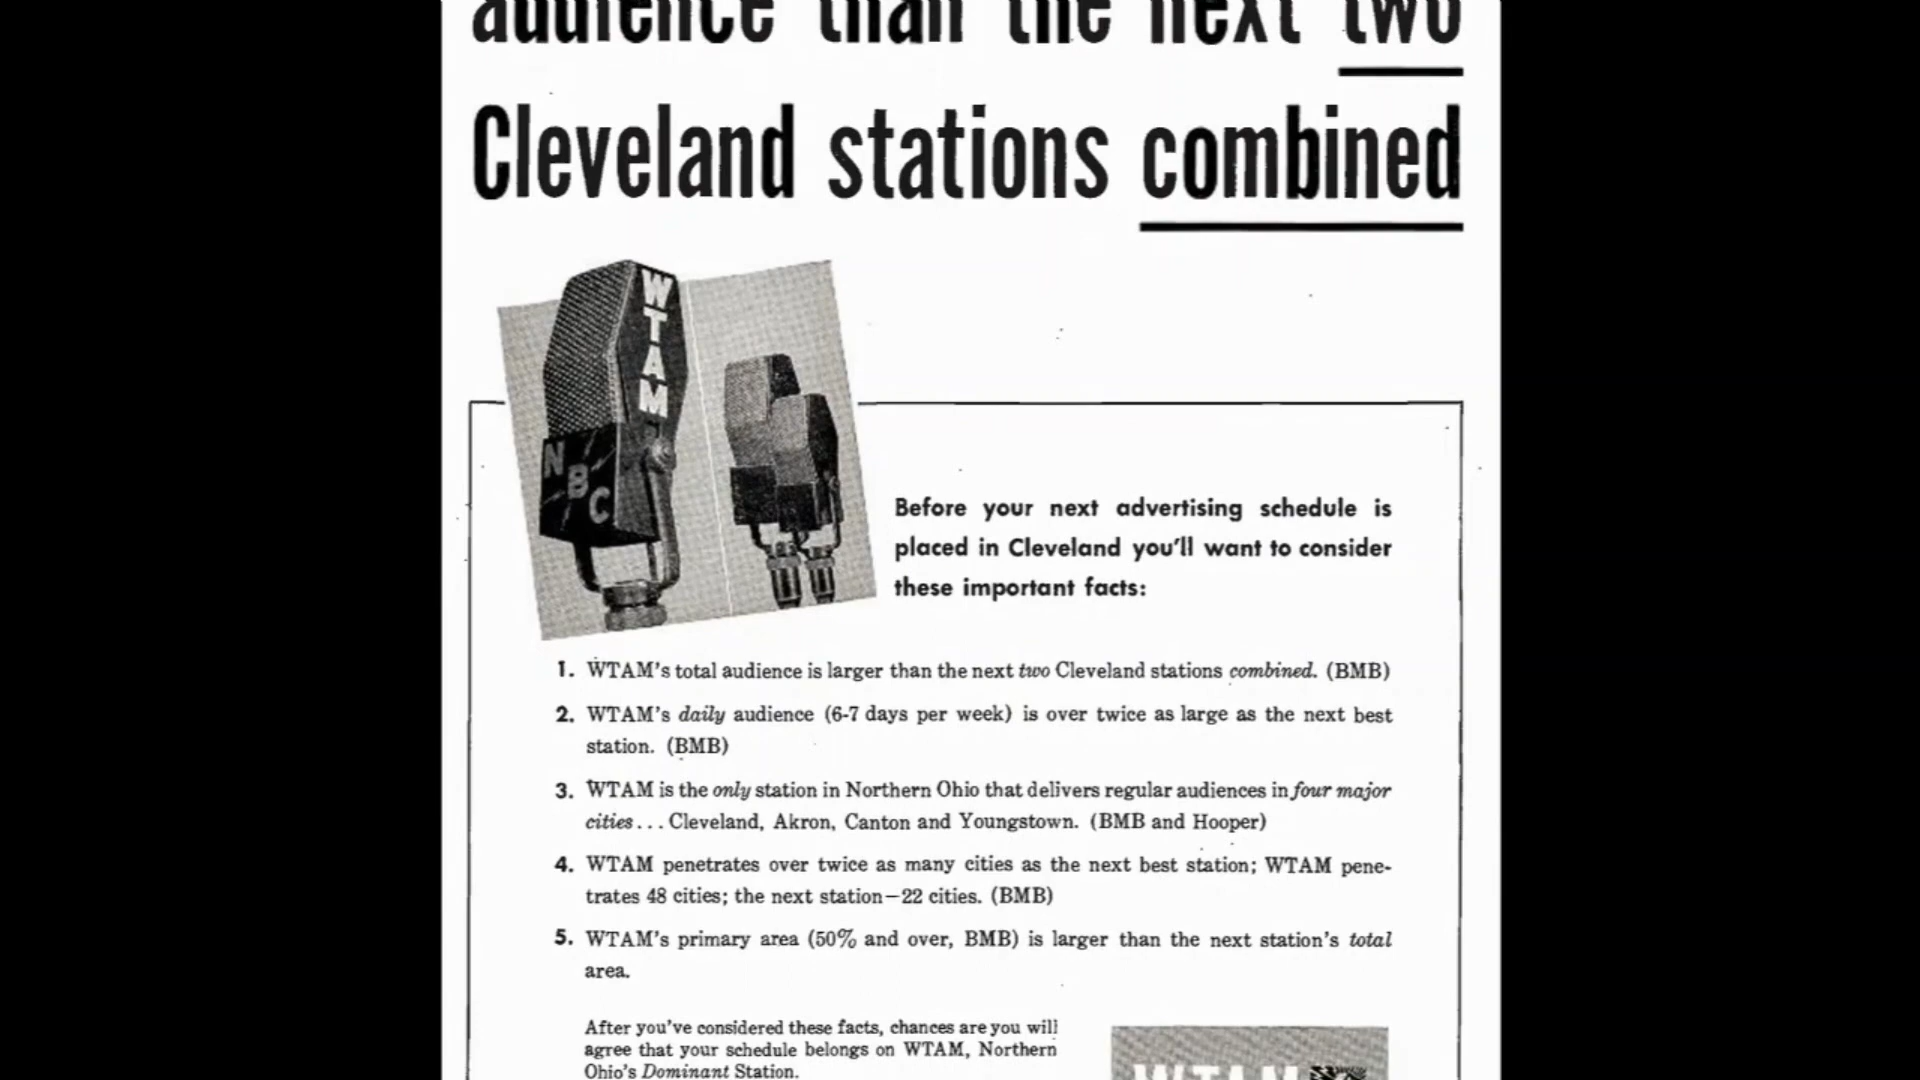 audience than the next two
Cleveland stations combined
WTAM
NBC
Before your next advertising schedule is
placed in Cleveland you'll want to consider
these important facts:
1. WTAM's total audience is larger than the next two Cleveland stations combined. (BMB)
2. WTAM's daily audience (6-7 days per week) is over twice as large as the next best
station. (BMB)
3. WTAM is the only station in Northern Ohio that delivers regular audiences in four major
cities... Cleveland, Akron, Canton and Youngstown. (BMB and Hooper)
4. WTAM penetrates over twice as many cities as the next best station; WTAM pene-
trates 48 cities; the next station—22 cities. (BMB)
5. WTAM's primary area (50% and over, BMB) is larger than the next station's total
area.
After you've considered these facts, chances are you will
agree that your schedule belongs on WTAM, Northern
Ohio's Dominant Station.
WTAM